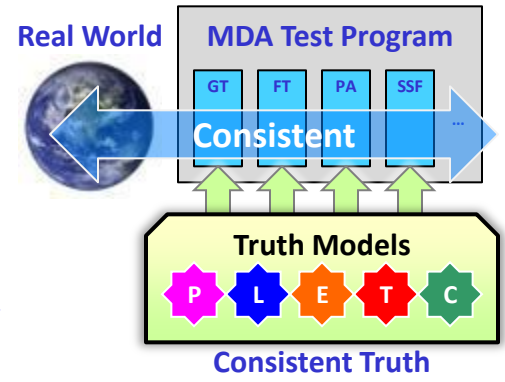 Real World
MDA Test Program
GT FT PA SSF ...
Consistent
Truth Models
P L E T C
Consistent Truth